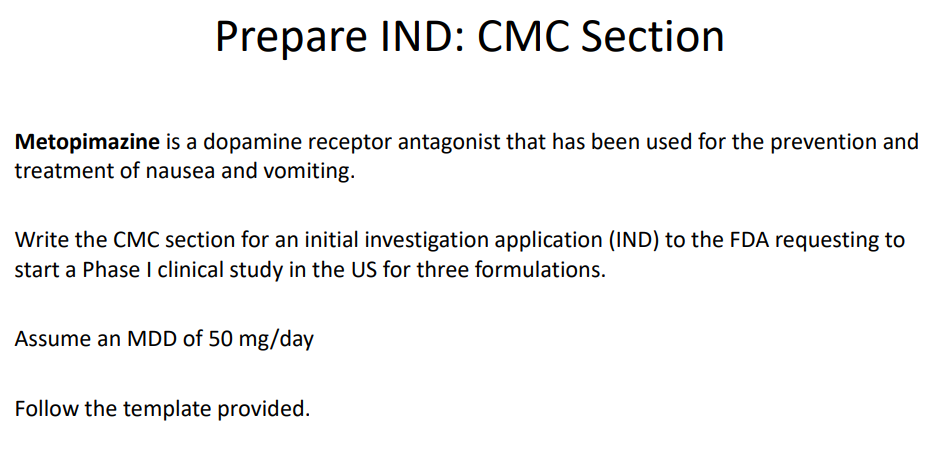 Prepare IND: CMC Section
Metopimazine is a dopamine receptor antagonist that has been used for the prevention and
treatment of nausea and vomiting.
Write the CMC section for an initial investigation application (IND) to the FDA requesting to
start a Phase I clinical study in the US for three formulations.
Assume an MDD of 50 mg/day
Follow the template provided.